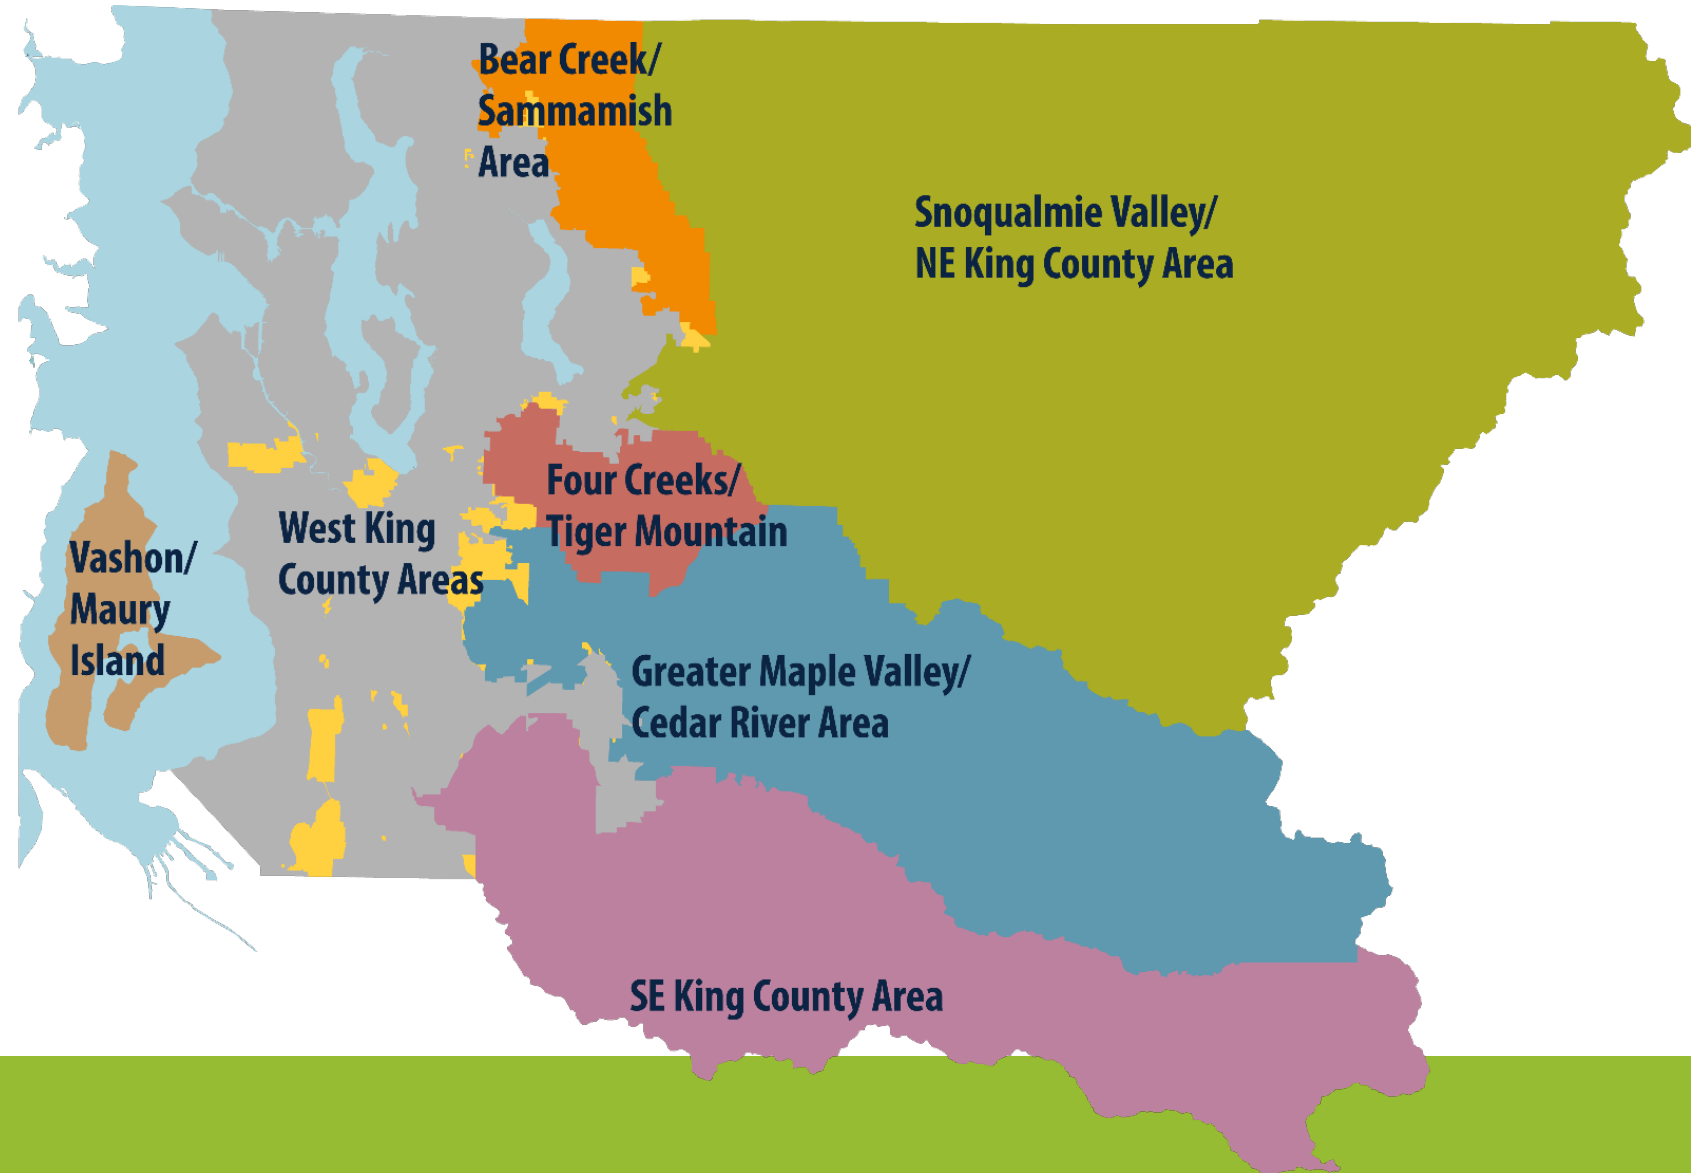 Bear Creek/
Sammamish
Area
Snoqualmie Valley/
NE King County Area
Four Creeks/
Tiger Mountain
West King
County Areas
Vashon/
Maury
Island
Greater Maple Valley/
Cedar River Area
SE King County Area